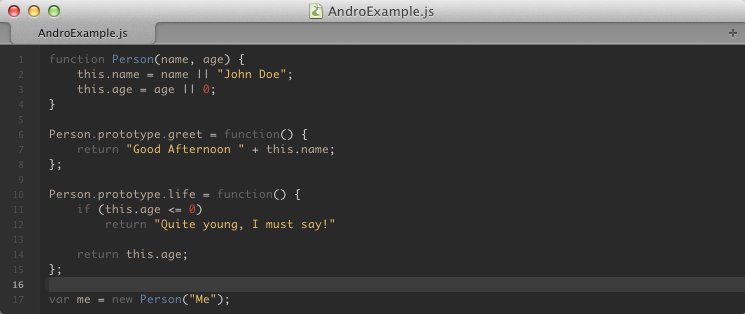 AndroExample.js
AndroExample.js
+
1 function Person(name, age) {
2     this.name = name || "John Doe";
3     this.age = age || 0;
4 }
5
6 Person.prototype.greet = function() {
7     return "Good Afternoon " + this.name;
8 };
9
10 Person.prototype.life = function() {
11     if (this.age <= 0)
12         return "Quite young, I must say!"
13
14     return this.age;
15 };
16
17 var me = new Person("Me");